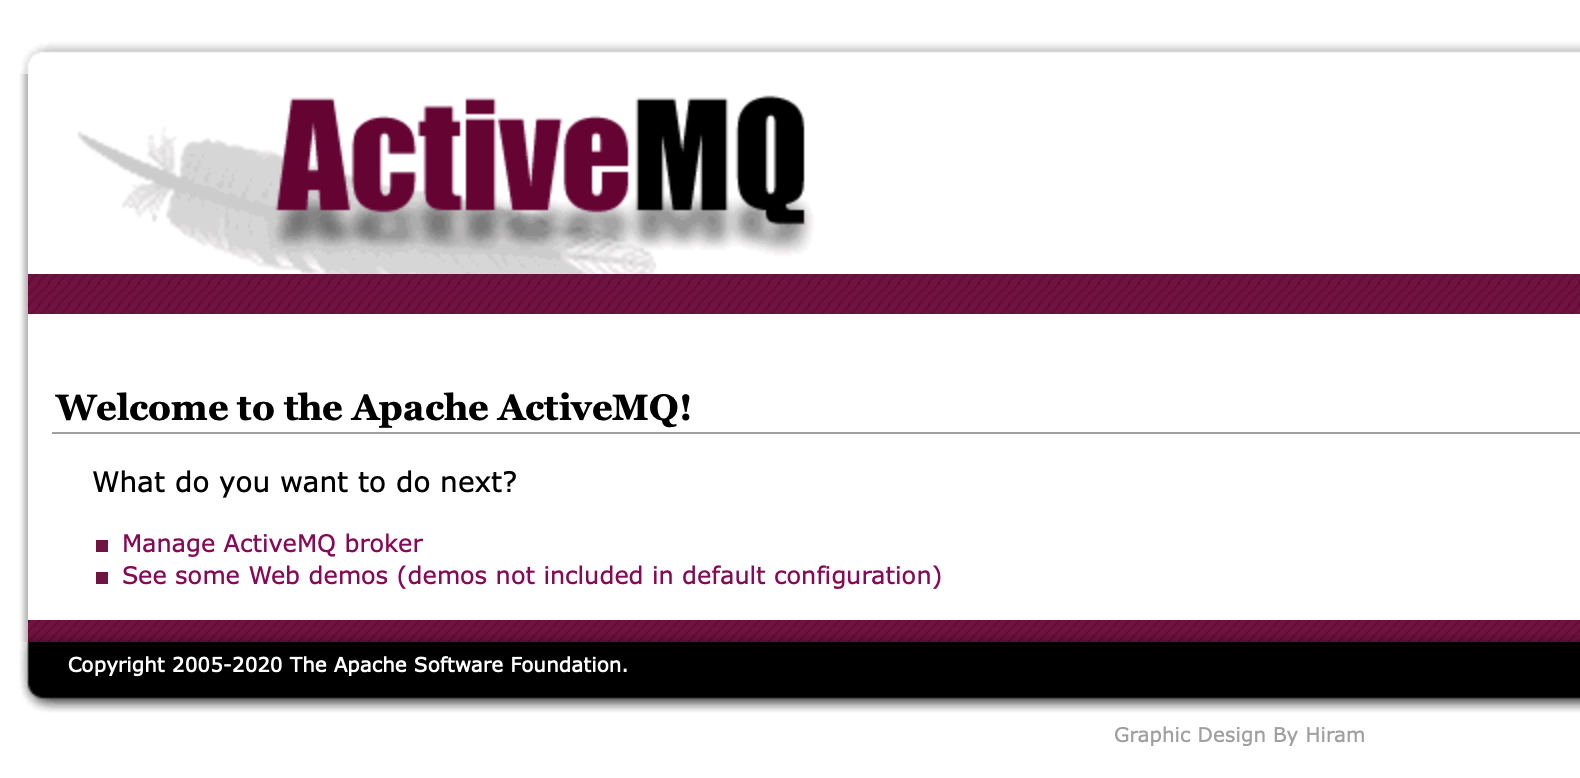 ActiveMQ
Welcome to the Apache ActiveMQ!
What do you want to do next?
Manage ActiveMQ broker
See some Web demos (demos not included in default configuration)
Copyright 2005-2020 The Apache Software Foundation.
Graphic Design By Hiram